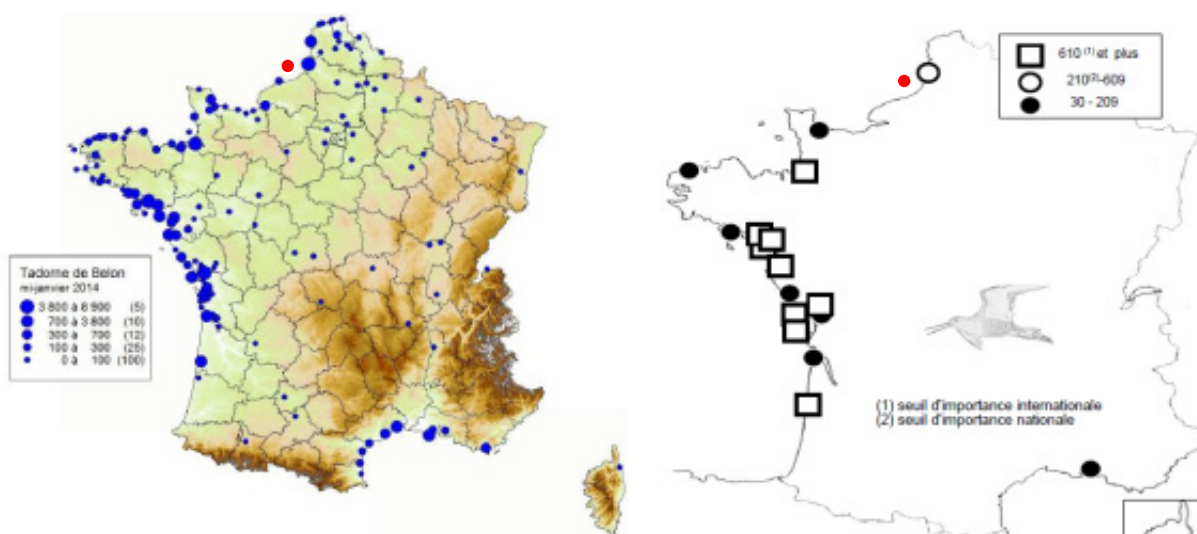 Tadorne de Belon
mi-janvier 2014
3 800 à 6 900 (5)
700 à 3 800 (10)
300 à 700 (12)
100 à 300 (25)
0 à 100 (100)
610 (1) et plus
210(2)-609
30 - 209
(1) seuil d'importance internationale
(2) seuil d'importance nationale